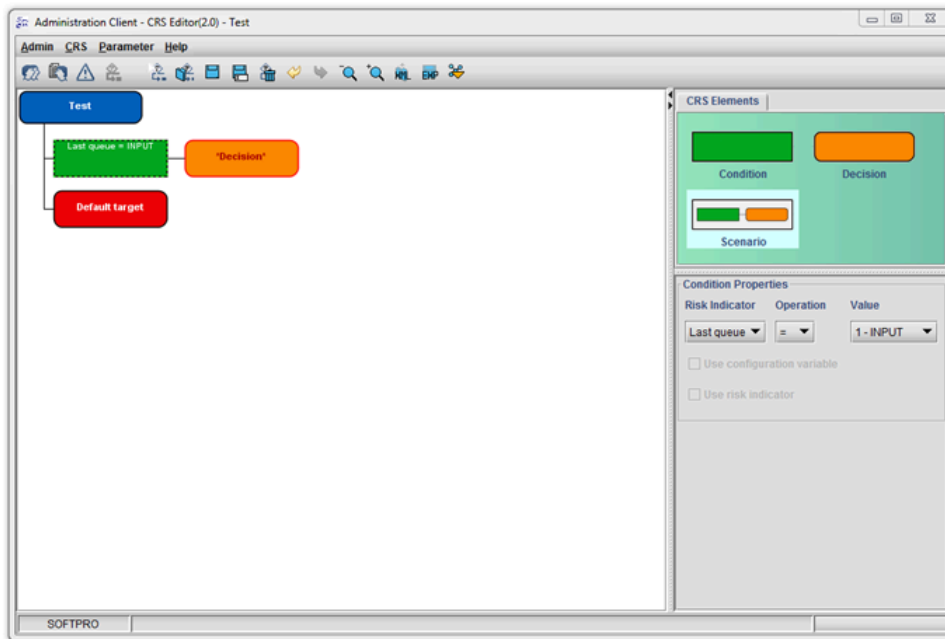 Administration Client - CRS Editor(2.0) - Test
Admin CRS Parameter Help
XML EMP
Test
Last queue = INPUT
*Decision*
Default target
CRS Elements
Condition Decision
Scenario
Condition Properties
Risk Indicator Operation Value
Last queue = 1 - INPUT
Use configuration variable
Use risk indicator
SOFTPRO